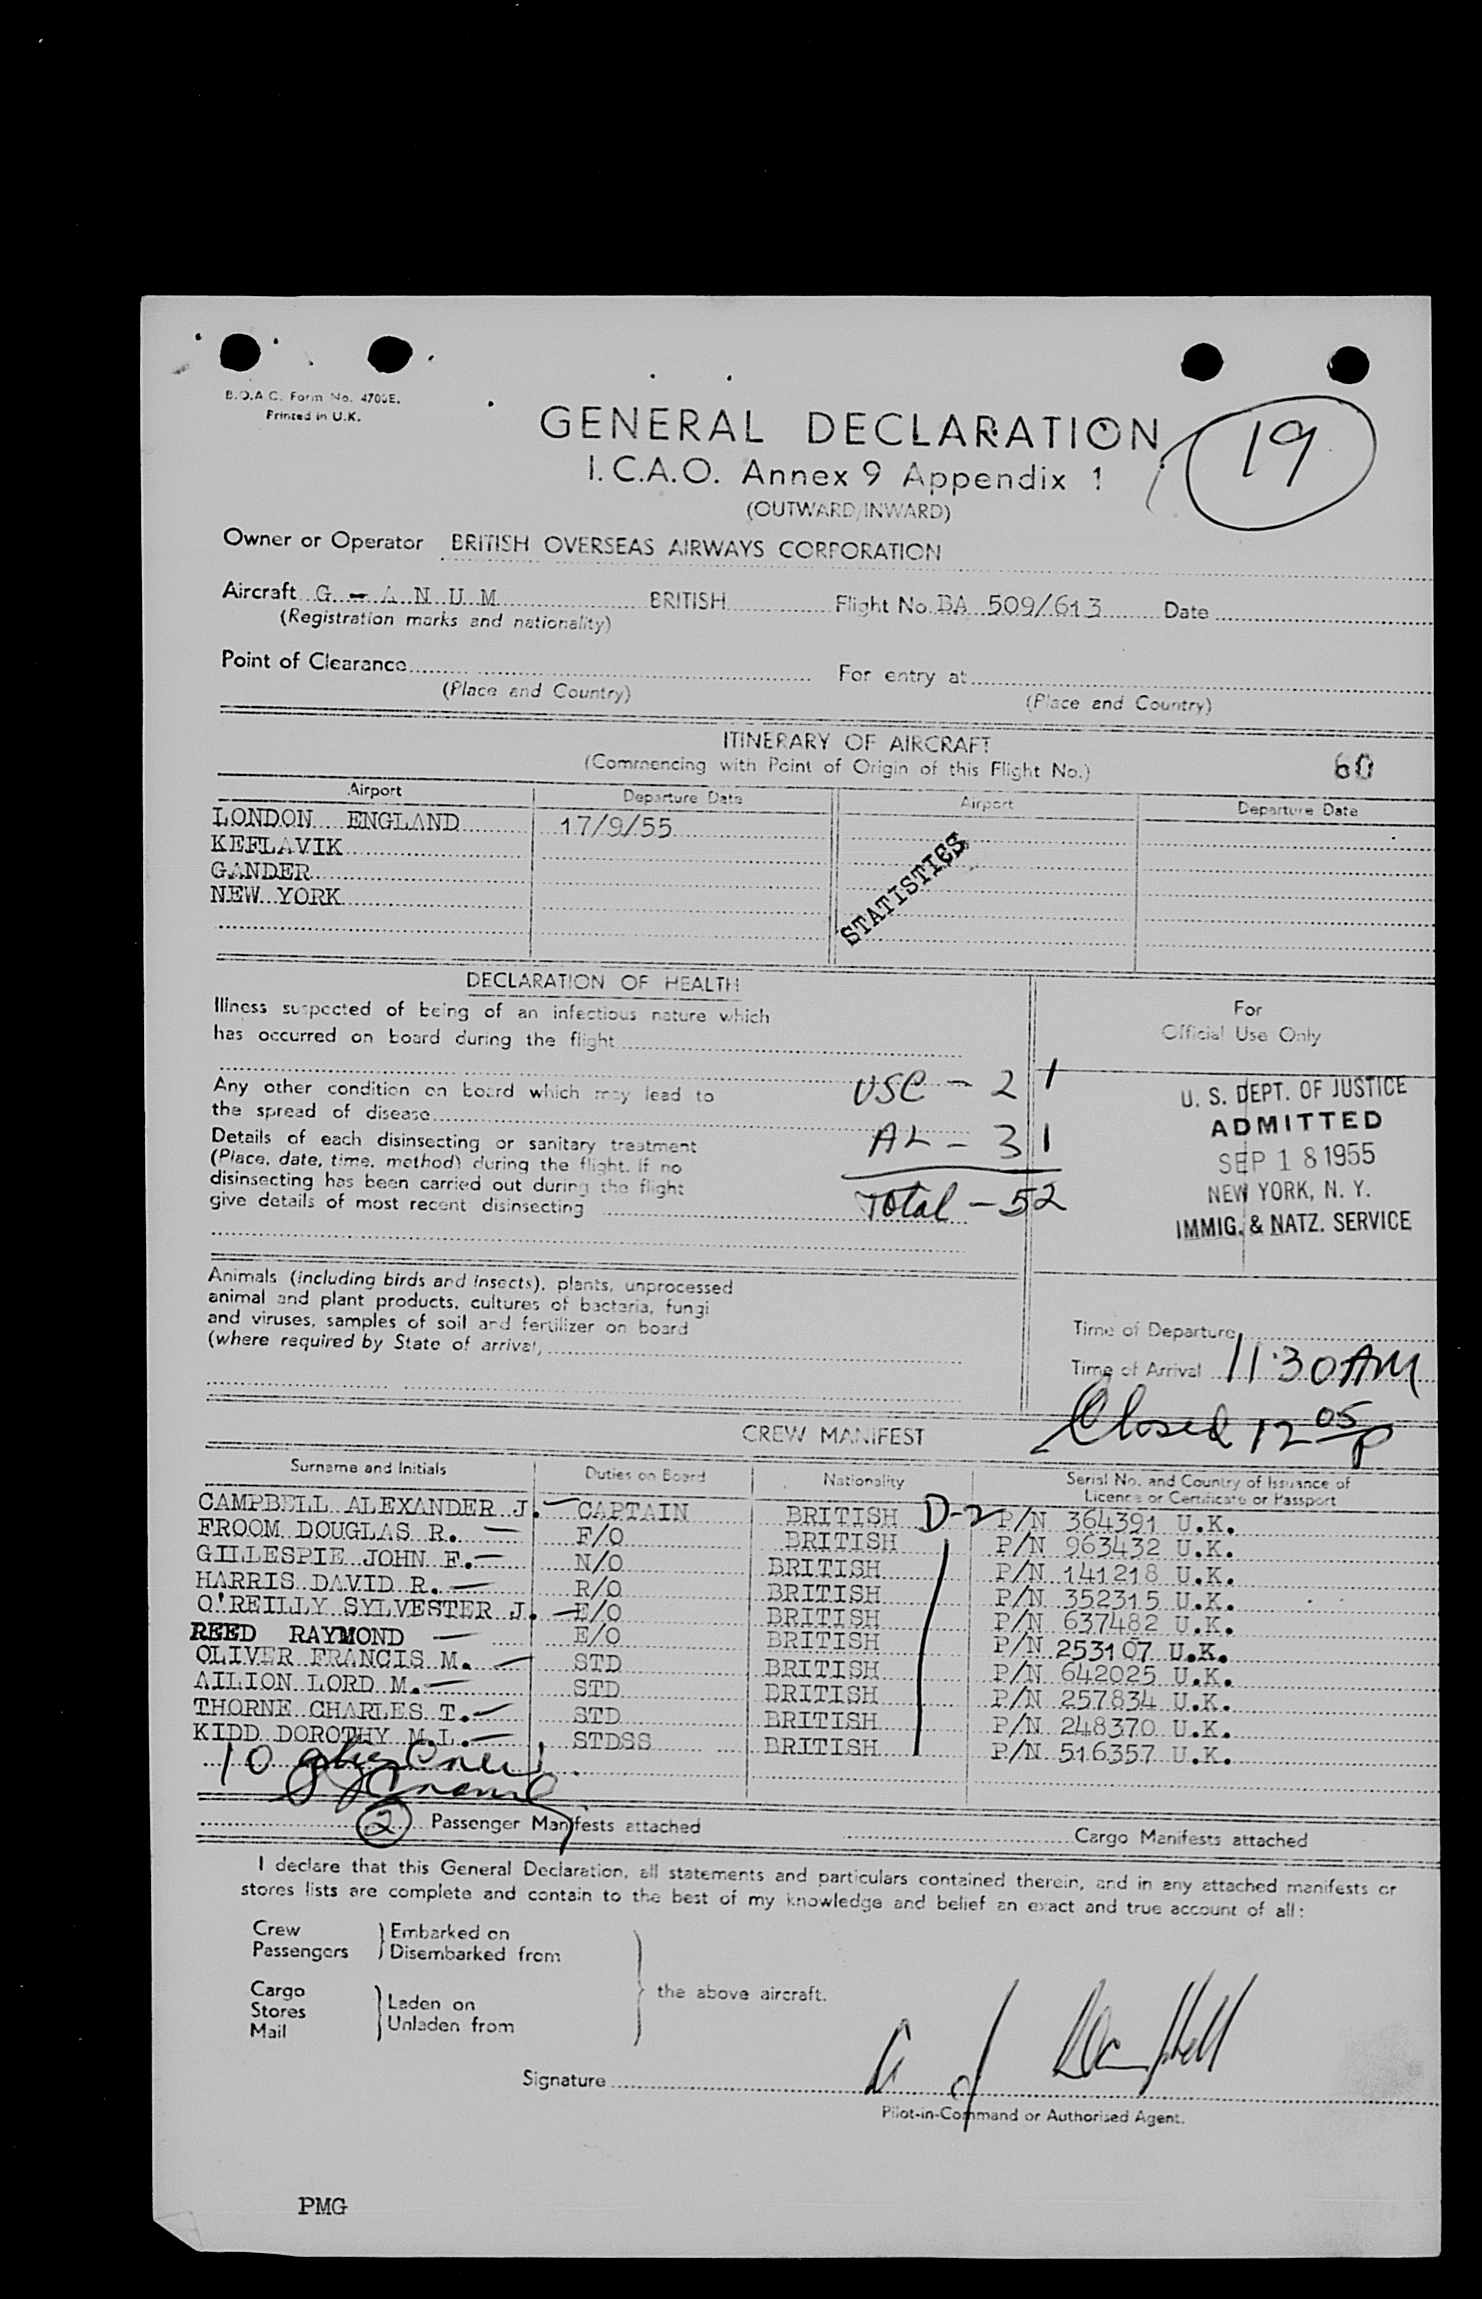 B.O.A.C. Form No. 4700E.
Printed in U.K.
GENERAL DECLARATION
19
I.C.A.O. Annex 9 Appendix 1
(OUTWARD/INWARD)
Owner or Operator BRITISH OVERSEAS AIRWAYS CORPORATION
Aircraft G - A N U M BRITISH Flight No. BA 509/613 Date
(Registration marks and nationality)
Point of Clearance For entry at
(Place and Country) (Place and Country)
ITINERARY OF AIRCRAFT
(Commencing with Point of Origin of this Flight No.) 60
Airport Departure Date Airport Departure Date
LONDON ENGLAND 17/9/55
KEFLAVIK
GANDER
NEW YORK
STATISTICS
DECLARATION OF HEALTH
Illness suspected of being of an infectious nature which
has occurred on board during the flight
Any other condition on board which may lead to
the spread of disease
Details of each disinsecting or sanitary treatment
(Place, date, time, method) during the flight. If no
disinsecting has been carried out during the flight
give details of most recent disinsecting
USC - 21
AL - 31
Total - 52
For
Official Use Only
U. S. DEPT. OF JUSTICE
ADMITTED
SEP 18 1955
NEW YORK, N. Y.
IMMIG. & NATZ. SERVICE
Animals (including birds and insects), plants, unprocessed
animal and plant products, cultures of bacteria, fungi
and viruses, samples of soil and fertilizer on board
(where required by State of arrival)
Time of Departure
Time of Arrival 11:30 AM
Closed 12 05 P
CREW MANIFEST
Surname and Initials Duties on Board Nationality Serial No. and Country of Issuance of
Licence or Certificate or Passport
CAMPBELL ALEXANDER J. CAPTAIN BRITISH D-2 P/N 364391 U.K.
FROOM DOUGLAS R. F/O BRITISH P/N 963432 U.K.
GILLESPIE JOHN F. N/O BRITISH P/N 141218 U.K.
HARRIS DAVID R. R/O BRITISH P/N 352315 U.K.
O'REILLY SYLVESTER J. E/O BRITISH P/N 637482 U.K.
REED RAYMOND E/O BRITISH P/N 253107 U.K.
OLIVER FRANCIS M. STD BRITISH P/N 642025 U.K.
AILION LORD M. STD BRITISH P/N 257834 U.K.
THORNE CHARLES T. STD BRITISH P/N 248370 U.K.
KIDD DOROTHY M.L. STDSS BRITISH P/N 516357 U.K.
10
2 Passenger Manifests attached Cargo Manifests attached
I declare that this General Declaration, all statements and particulars contained therein, and in any attached manifests or
stores lists are complete and contain to the best of my knowledge and belief an exact and true account of all:
Crew Embarked on
Passengers Disembarked from
the above aircraft.
Cargo
Stores Laden on
Mail Unladen from
Signature A J Campbell
Pilot-in-Command or Authorised Agent.
PMG